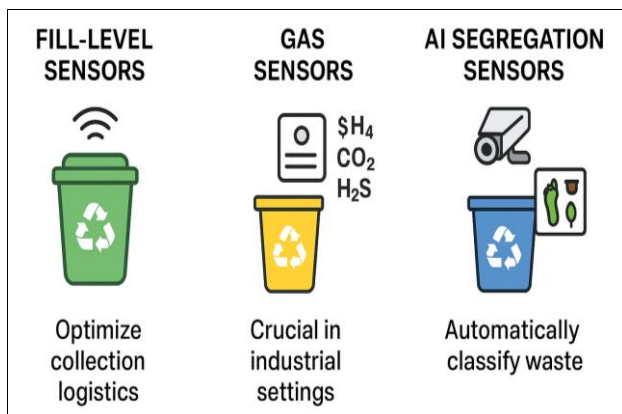 FILL-LEVEL
SENSORS
Optimize
collection
logistics
GAS
SENSORS
$H₄
CO₂
H₂S
Crucial in
industrial
settings
AI SEGREGATION
SENSORS
Automatically
classify waste